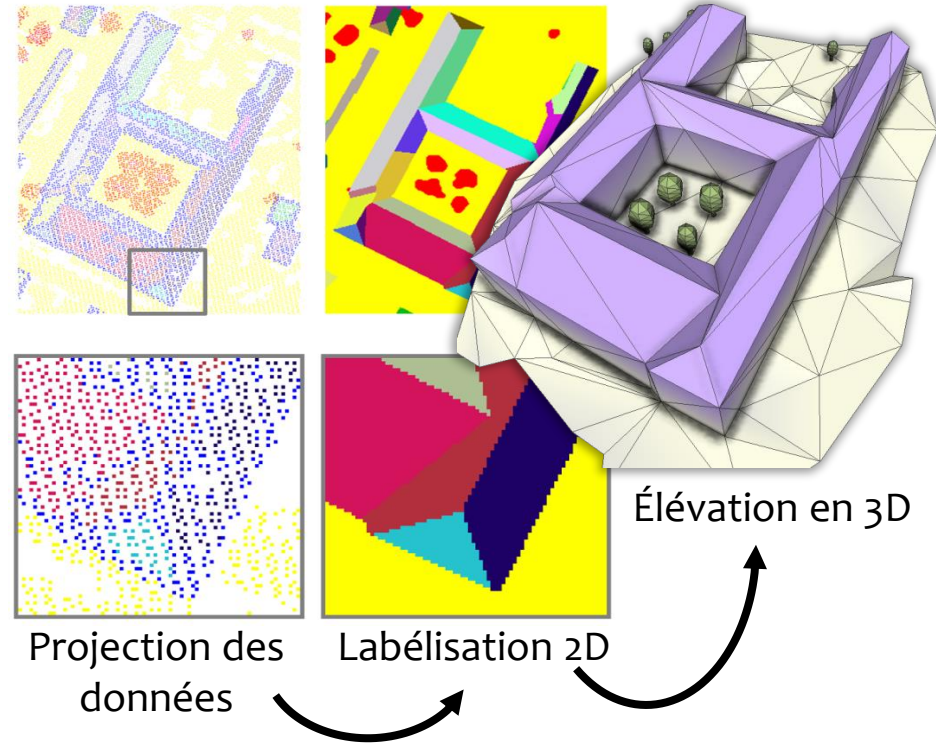 Élévation en 3D
Projection des
données
Labélisation 2D